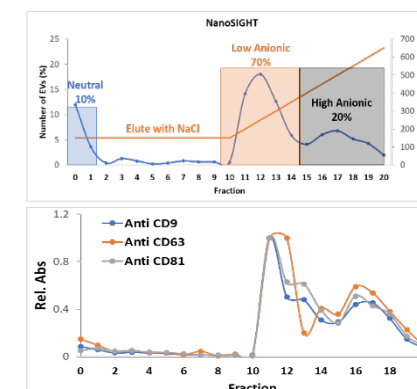 NanoSIGHT
25
20
15
10
5
0
Number of EVs (%)
700
600
500
400
300
200
100
0
Neutral
10%
Elute with NaCl
Low Anionic
70%
High Anionic
20%
0 1 2 3 4 5 6 7 8 9 10 11 12 13 14 15 16 17 18 19 20
Fraction
1.2
0.8
0.4
0
Rel. Abs
Anti CD9
Anti CD63
Anti CD81
0 2 4 6 8 10 12 14 16 18
Fraction